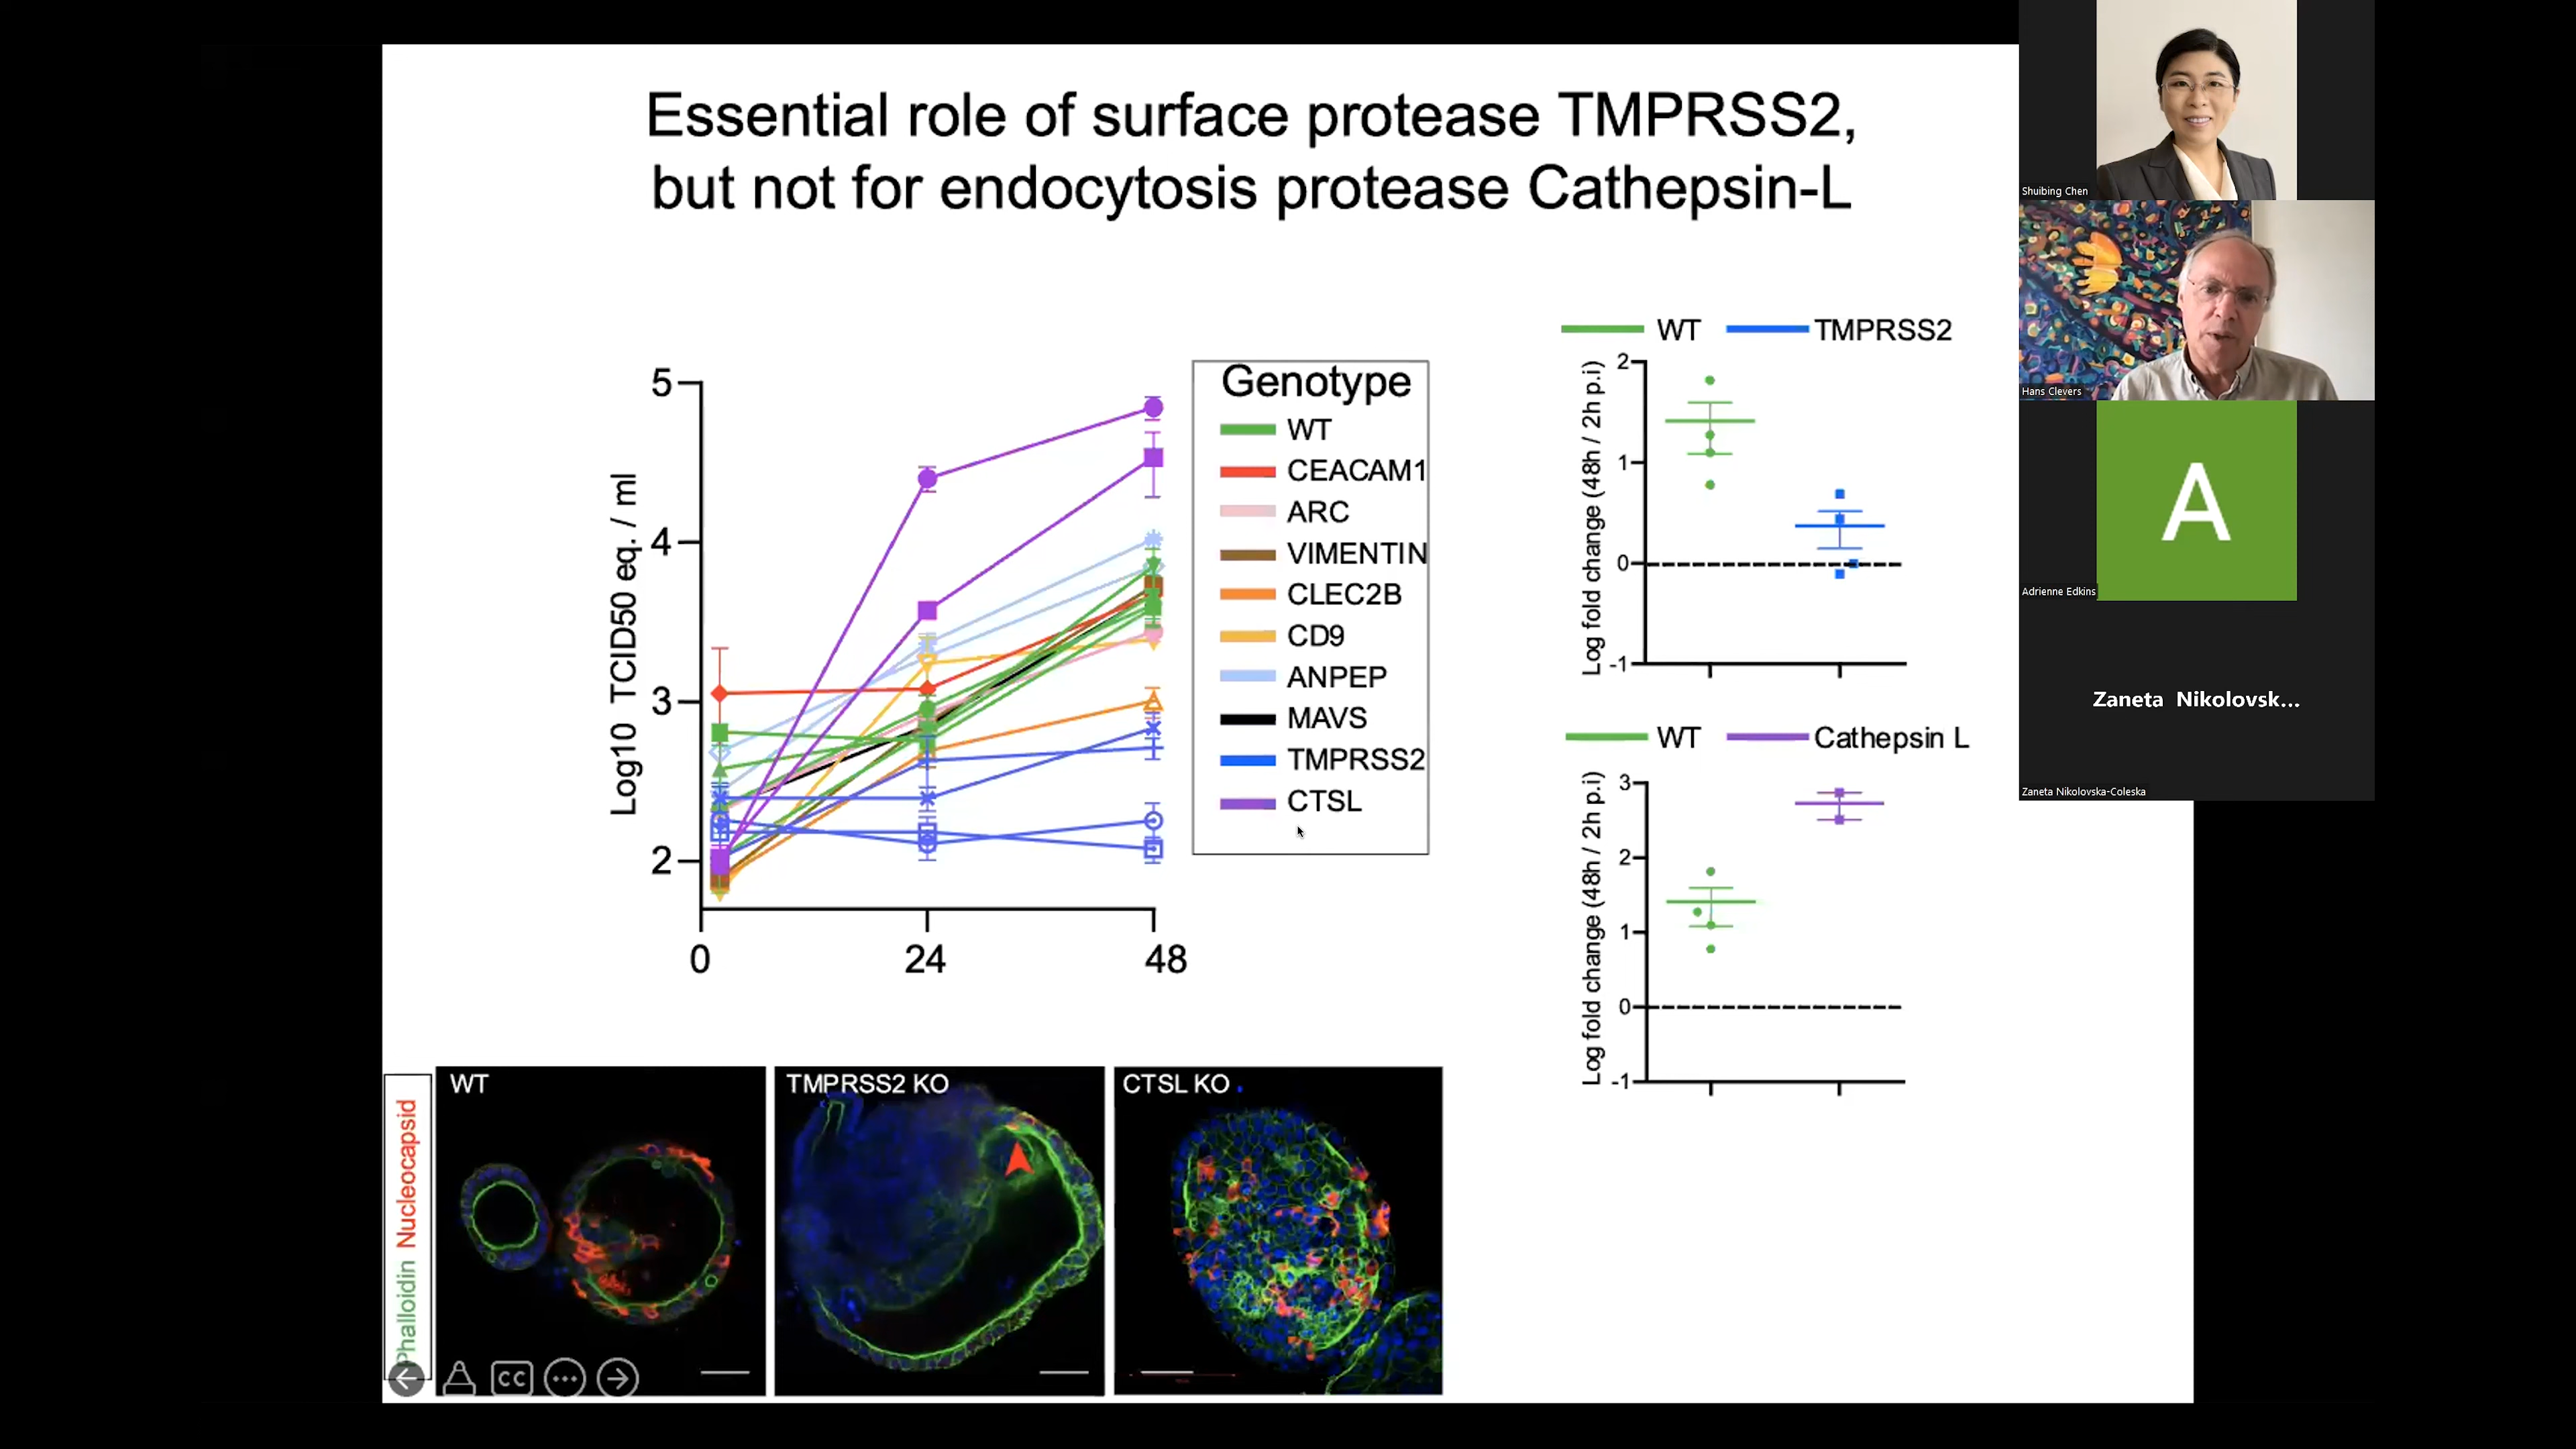 Essential role of surface protease TMPRSS2,
but not for endocytosis protease Cathepsin-L
Log10 TCID50 eq. / ml
5
4
3
2
0
24
48
Genotype
WT
CEACAM1
ARC
VIMENTIN
CLEC2B
CD9
ANPEP
MAVS
TMPRSS2
CTSL
WT
TMPRSS2
Log fold change (48h / 2h p.i)
2
1
0
-1
WT
Cathepsin L
Log fold change (48h / 2h p.i)
3
2
1
0
-1
Phalloidin Nucleocapsid
WT
TMPRSS2 KO
CTSL KO
CC
Shuibing Chen
Hans Clevers
A
Adrienne Edkins
Zaneta Nikolovsk...
Zaneta Nikolovska-Coleska